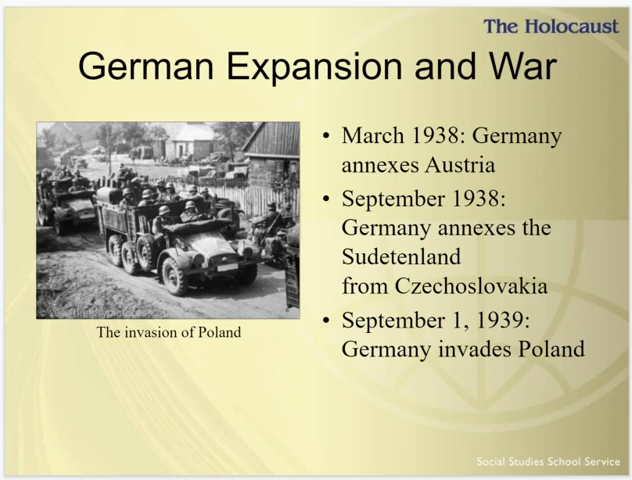 The Holocaust
German Expansion and War
• March 1938: Germany
annexes Austria
• September 1938:
Germany annexes the
Sudetenland
from Czechoslovakia
• September 1, 1939:
Germany invades Poland
The invasion of Poland
Social Studies School Service